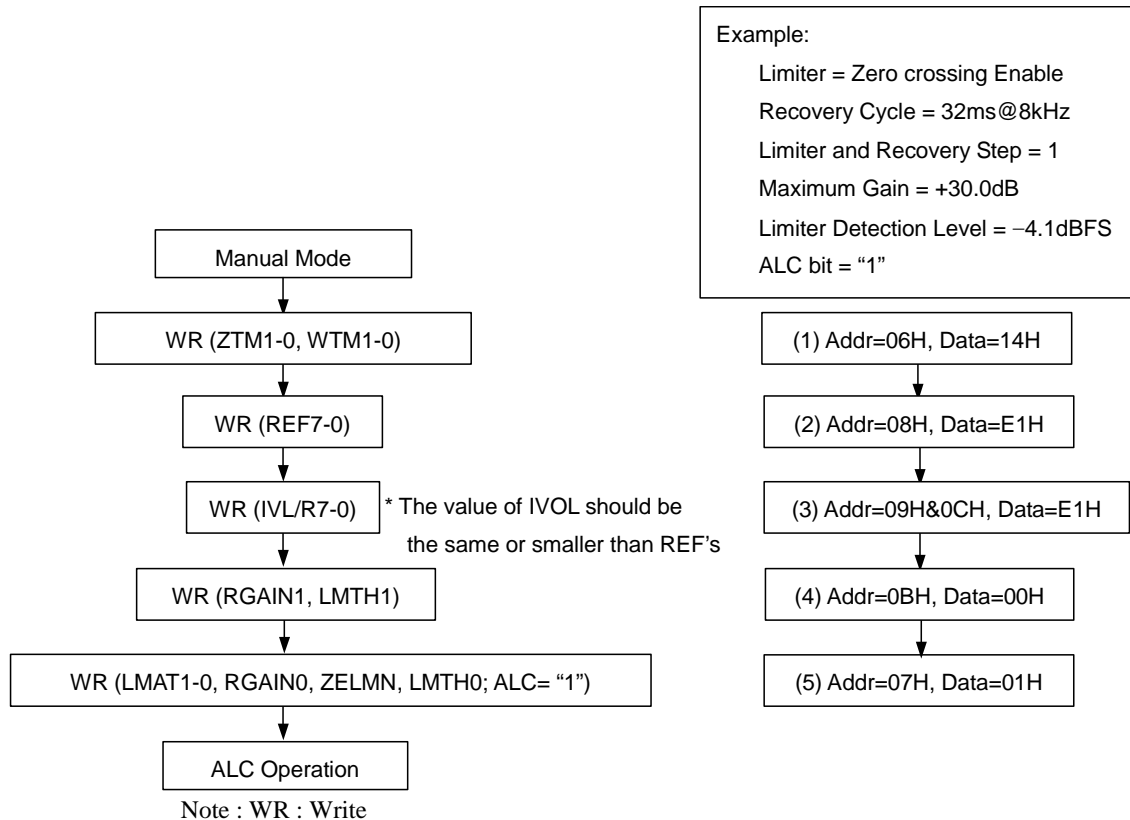 Example:
Limiter = Zero crossing Enable
Recovery Cycle = 32ms@8kHz
Limiter and Recovery Step = 1
Maximum Gain = +30.0dB
Limiter Detection Level = −4.1dBFS
ALC bit = “1”
Manual Mode
WR (ZTM1-0, WTM1-0)
WR (REF7-0)
WR (IVL/R7-0)
* The value of IVOL should be
the same or smaller than REF’s
WR (RGAIN1, LMTH1)
WR (LMAT1-0, RGAIN0, ZELMN, LMTH0; ALC= “1”)
ALC Operation
Note : WR : Write
(1) Addr=06H, Data=14H
(2) Addr=08H, Data=E1H
(3) Addr=09H&0CH, Data=E1H
(4) Addr=0BH, Data=00H
(5) Addr=07H, Data=01H